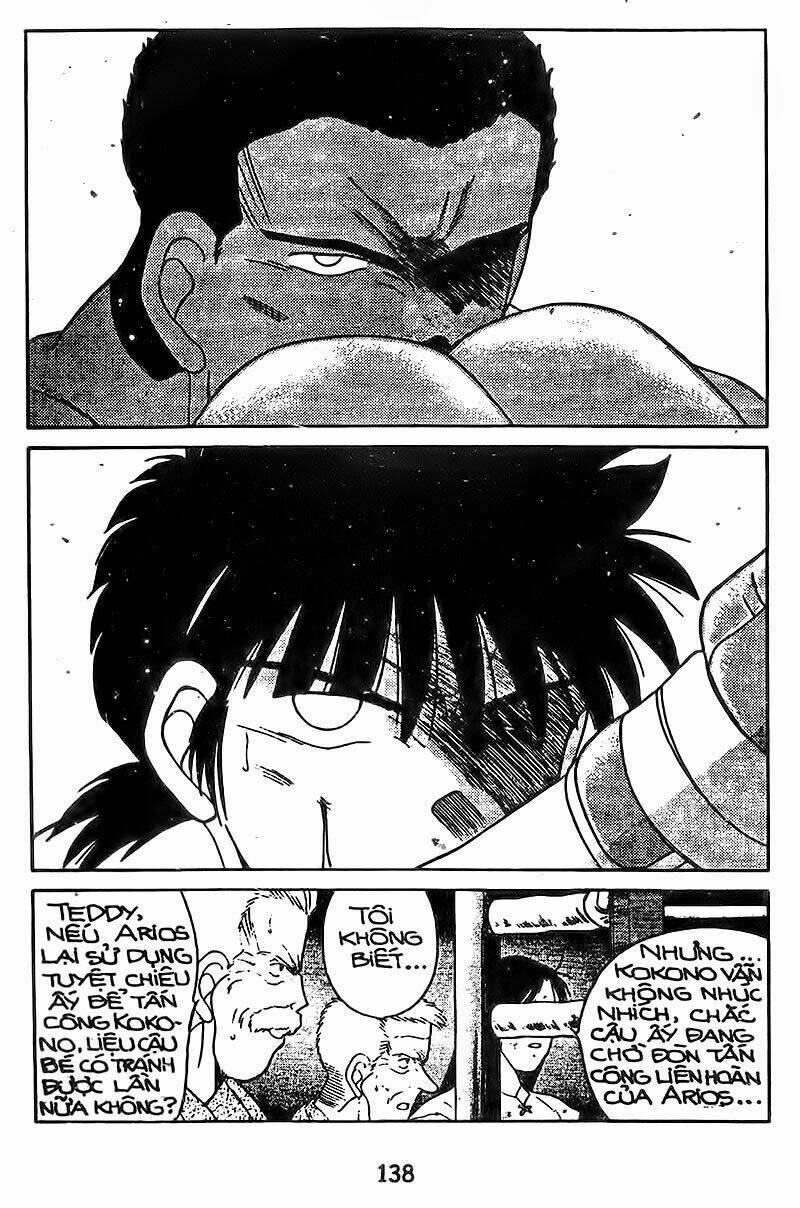 TEDDY,
NẾU ARIOS
LẠI SỬ DỤNG
TUYỆT CHIÊU
ẤY ĐỂ TẤN
CÔNG KOKO-
NO, LIỆU CẬU
BÉ CÓ TRÁNH
ĐƯỢC LẦN
NỮA KHÔNG?
TÔI
KHÔNG
BIẾT...
NHƯNG...
KOKONO VẪN
KHÔNG NHÚC
NHÍCH, CHẮC
CẬU ẤY ĐANG
CHỜ ĐÒN TẤN
CÔNG LIÊN HOÀN
CỦA ARIOS...
138